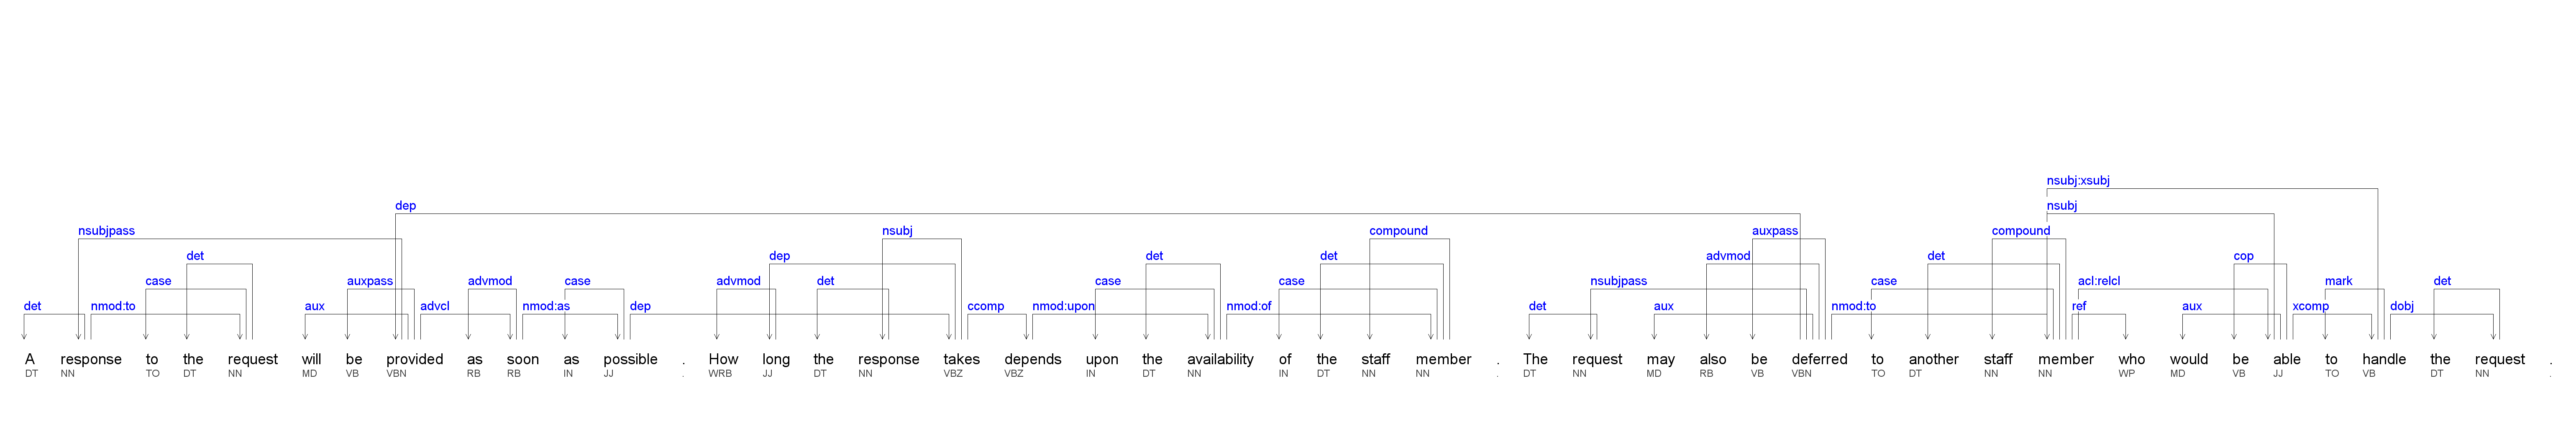 nsubj:xsubj
dep nsubj
nsubjpass nsubj compound auxpass compound
det dep det det advmod det cop
case auxpass advmod case advmod det case case nsubjpass case acl:relcl mark det
det nmod:to aux advcl nmod:as dep ccomp nmod:upon nmod:of det aux nmod:to ref aux xcomp dobj
A response to the request will be provided as soon as possible . How long the response takes depends upon the availability of the staff member . The request may also be deferred to another staff member who would be able to handle the request .
DT NN TO DT NN MD VB VBN RB RB IN JJ . WRB JJ DT NN VBZ VBZ IN DT NN IN DT NN NN . DT NN MD RB VB VBN TO DT NN NN WP MD VB JJ TO VB DT NN .